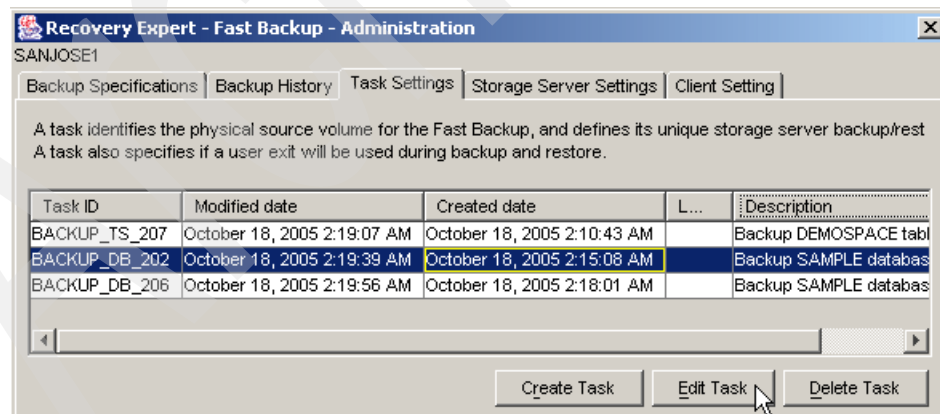 Recovery Expert - Fast Backup - Administration
SANJOSE1
Backup Specifications Backup History Task Settings Storage Server Settings Client Setting
A task identifies the physical source volume for the Fast Backup, and defines its unique storage server backup/rest
A task also specifies if a user exit will be used during backup and restore.
Task ID Modified date Created date L... Description
BACKUP_TS_207 October 18, 2005 2:19:07 AM October 18, 2005 2:10:43 AM Backup DEMOSPACE tabl
BACKUP_DB_202 October 18, 2005 2:19:39 AM October 18, 2005 2:15:08 AM Backup SAMPLE databas
BACKUP_DB_206 October 18, 2005 2:19:56 AM October 18, 2005 2:18:01 AM Backup SAMPLE databas
Create Task Edit Task Delete Task